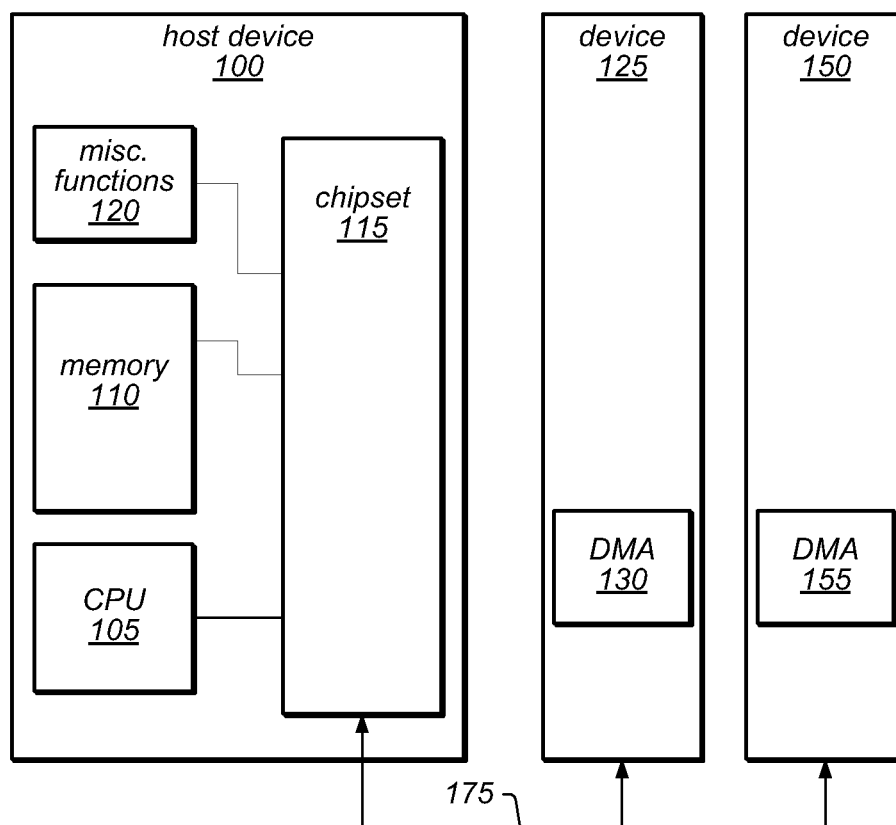 host device
100
misc.
functions
120
chipset
115
memory
110
CPU
105
device
125
DMA
130
device
150
DMA
155
175